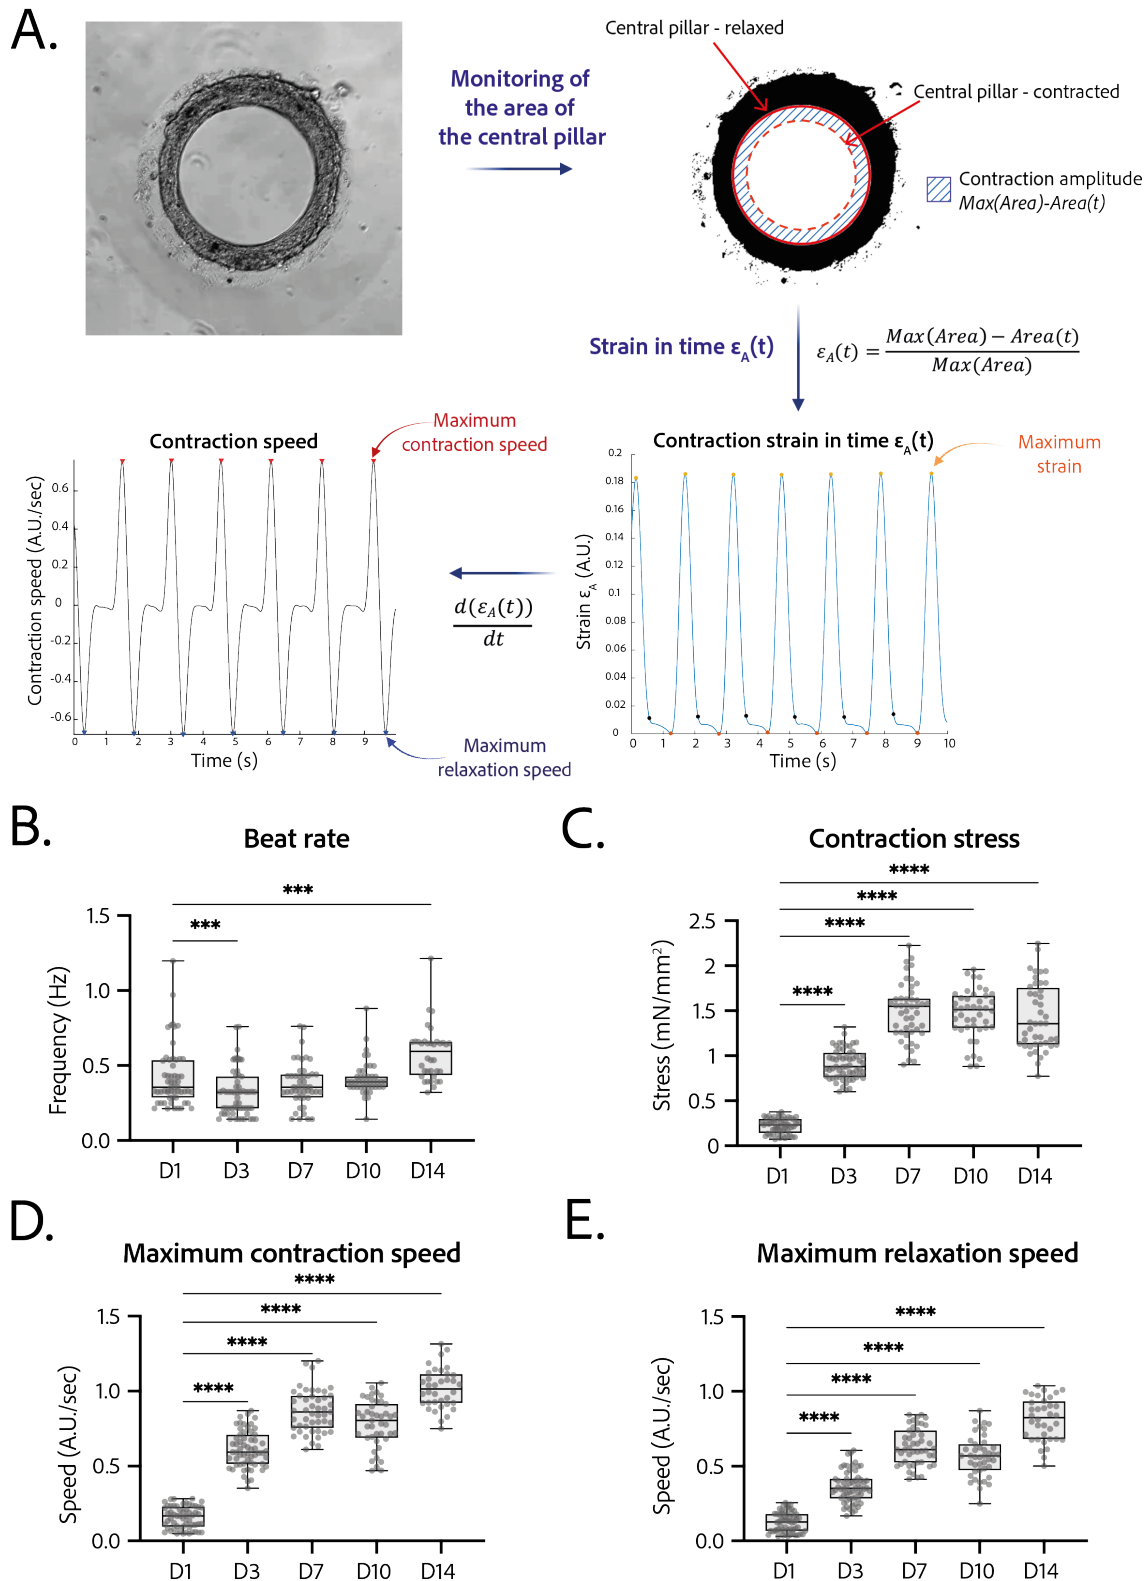 A.
Monitoring of
the area of
the central pillar
Central pillar - relaxed
Central pillar - contracted
Contraction amplitude
Max(Area)-Area(t)
Strain in time εA(t)
εA(t) = Max(Area) − Area(t)
Max(Area)
Contraction speed
Maximum
contraction speed
Contraction speed (A.U./sec)
0.6
0.4
0.2
0
-0.2
-0.4
-0.6
0 1 2 3 4 5 6 7 8 9
Time (s)
Maximum
relaxation speed
d(εA(t))
dt
Contraction strain in time εA(t)
Maximum
strain
Strain εA (A.U.)
0.2
0.18
0.16
0.14
0.12
0.1
0.08
0.06
0.04
0.02
0
0 1 2 3 4 5 6 7 8 9 10
Time (s)
B.
Beat rate
***
***
Frequency (Hz)
1.5
1.0
0.5
0.0
D1 D3 D7 D10 D14
C.
Contraction stress
****
****
****
****
Stress (mN/mm²)
2.5
2
1.5
1
0.5
0
D1 D3 D7 D10 D14
D.
Maximum contraction speed
****
****
****
****
Speed (A.U./sec)
1.5
1.0
0.5
0.0
D1 D3 D7 D10 D14
E.
Maximum relaxation speed
****
****
****
****
Speed (A.U./sec)
1.5
1.0
0.5
0.0
D1 D3 D7 D10 D14